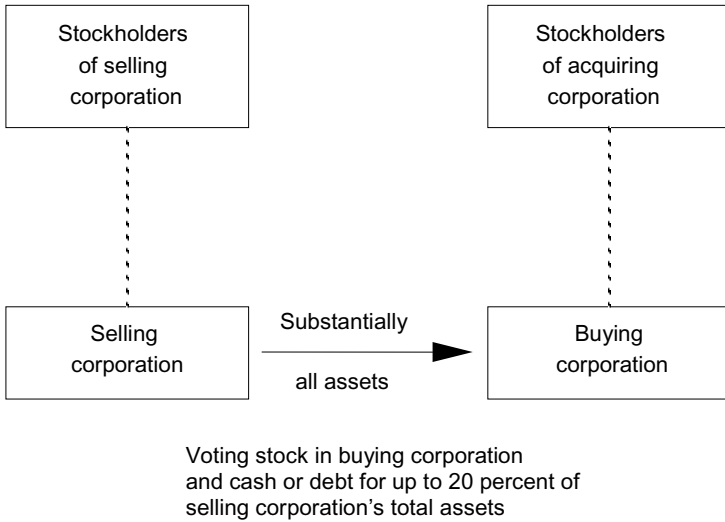 Stockholders
of selling
corporation
Stockholders
of acquiring
corporation
Selling
corporation
Substantially
all assets
Buying
corporation
Voting stock in buying corporation
and cash or debt for up to 20 percent of
selling corporation's total assets